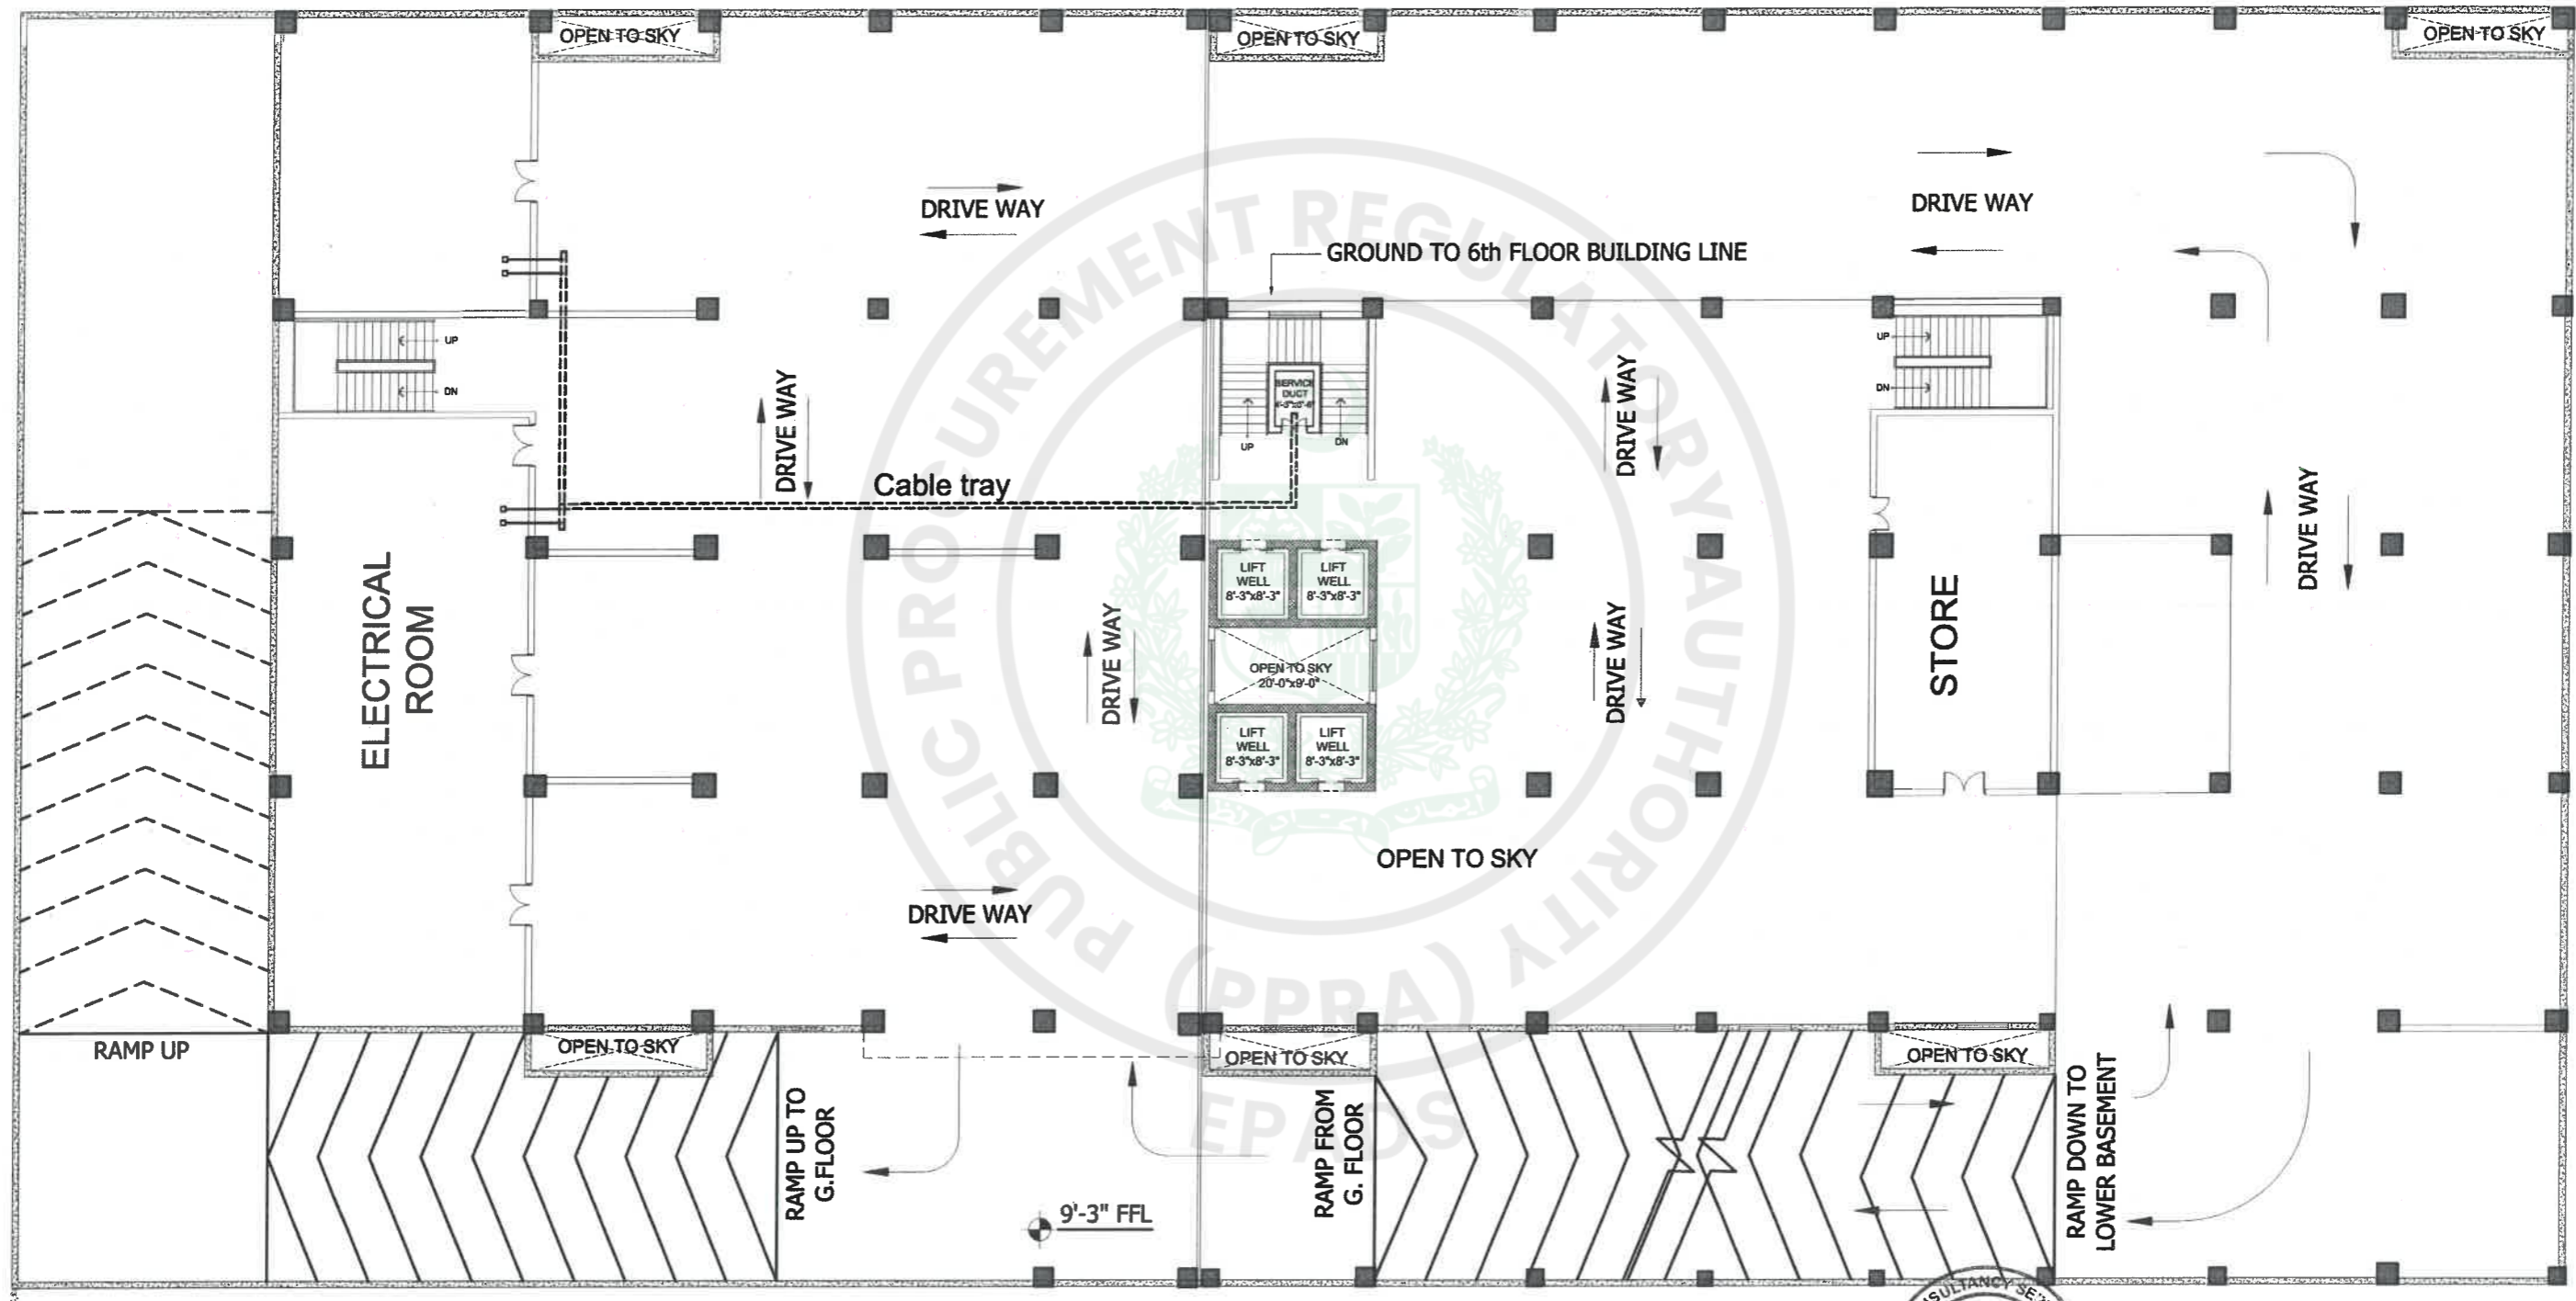 OPEN TO SKY
OPEN TO SKY
OPEN TO SKY
DRIVE WAY
DRIVE WAY
GROUND TO 6th FLOOR BUILDING LINE
UP
DN
DRIVE WAY
SERVICE
DUCT
UP
DN
DRIVE WAY
UP
DN
DRIVE WAY
Cable tray
ELECTRICAL
ROOM
DRIVE WAY
LIFT
WELL
8'-3"x8'-3"
LIFT
WELL
8'-3"x8'-3"
OPEN TO SKY
20'-0"x9'-0"
LIFT
WELL
8'-3"x8'-3"
LIFT
WELL
8'-3"x8'-3"
DRIVE WAY
STORE
OPEN TO SKY
DRIVE WAY
RAMP UP
OPEN TO SKY
OPEN TO SKY
OPEN TO SKY
RAMP UP TO
G.FLOOR
9'-3" FFL
RAMP FROM
G. FLOOR
RAMP DOWN TO
LOWER BASEMENT
PUBLIC PROCUREMENT REGULATORY AUTHORITY
(PPRA)
EPADS